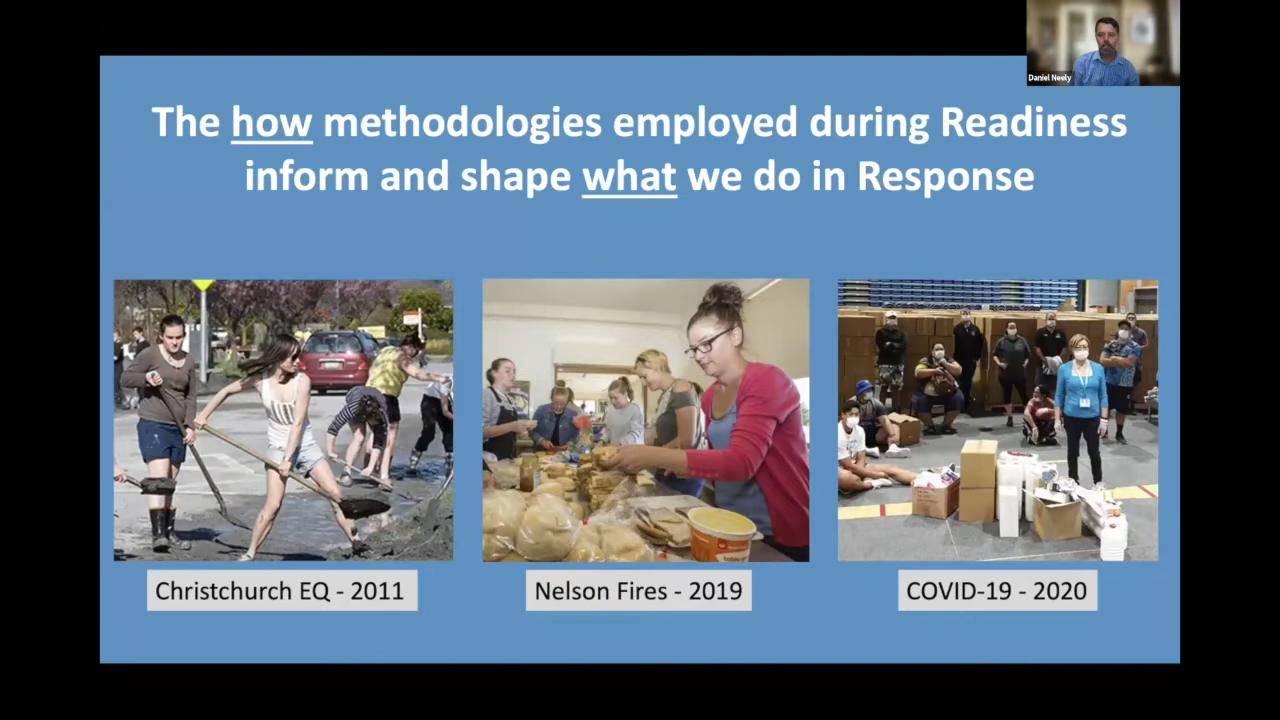 Daniel Neely
The how methodologies employed during Readiness
inform and shape what we do in Response
Christchurch EQ - 2011
Nelson Fires - 2019
COVID-19 - 2020